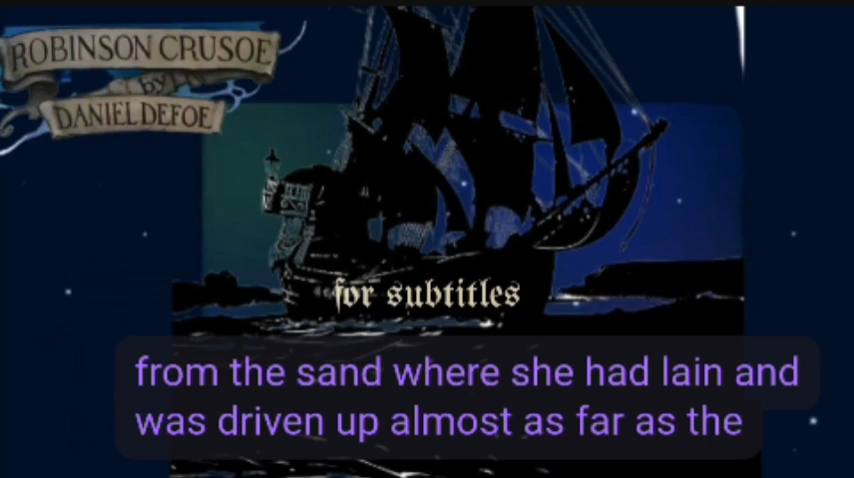 ROBINSON CRUSOE
by
DANIEL DEFOE
for subtitles
from the sand where she had lain and
was driven up almost as far as the